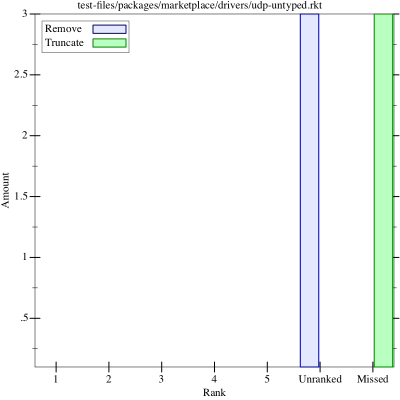 test-files/packages/marketplace/drivers/udp-untyped.rkt
Remove
Truncate
3
2.5
2
1.5
1
.5
Amount
1 2 3 4 5 Unranked Missed
Rank